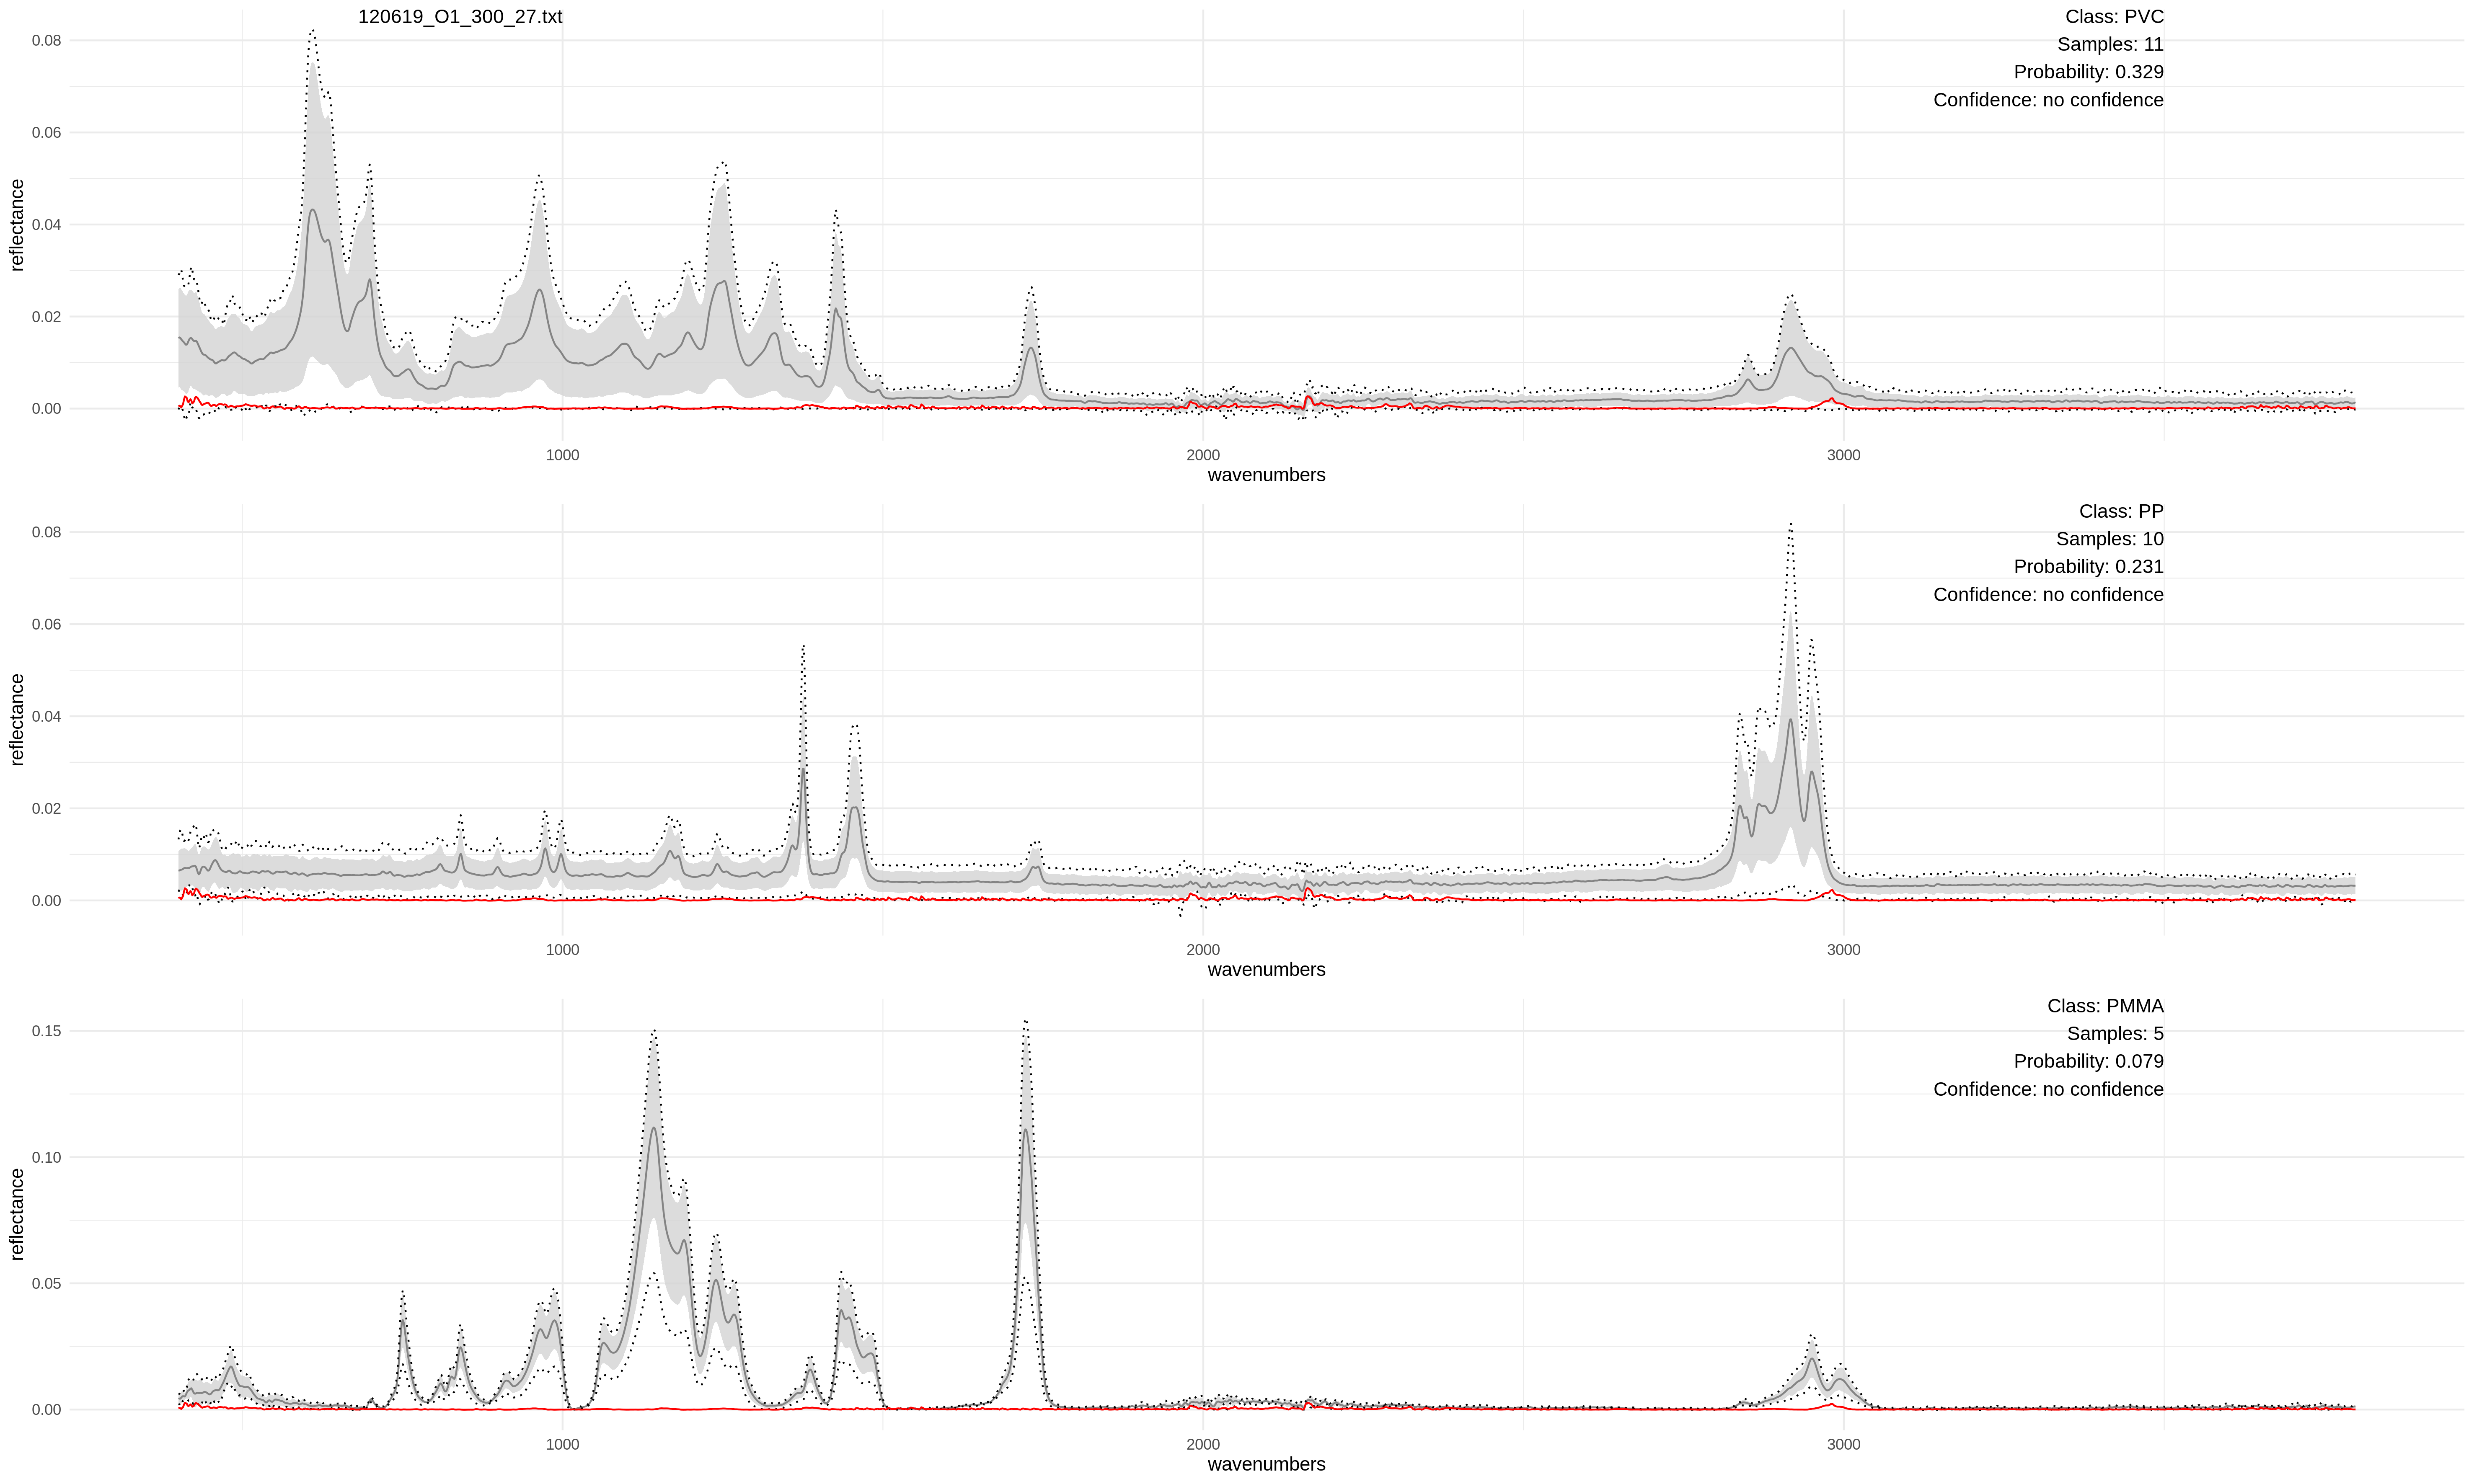 120619_O1_300_27.txt
Class: PVC
Samples: 11
Probability: 0.329
Confidence: no confidence
0.08
0.06
0.04
0.02
0.00
reflectance
1000 2000 3000
wavenumbers
Class: PP
Samples: 10
Probability: 0.231
Confidence: no confidence
0.08
0.06
0.04
0.02
0.00
reflectance
1000 2000 3000
wavenumbers
Class: PMMA
Samples: 5
Probability: 0.079
Confidence: no confidence
0.15
0.10
0.05
0.00
reflectance
1000 2000 3000
wavenumbers